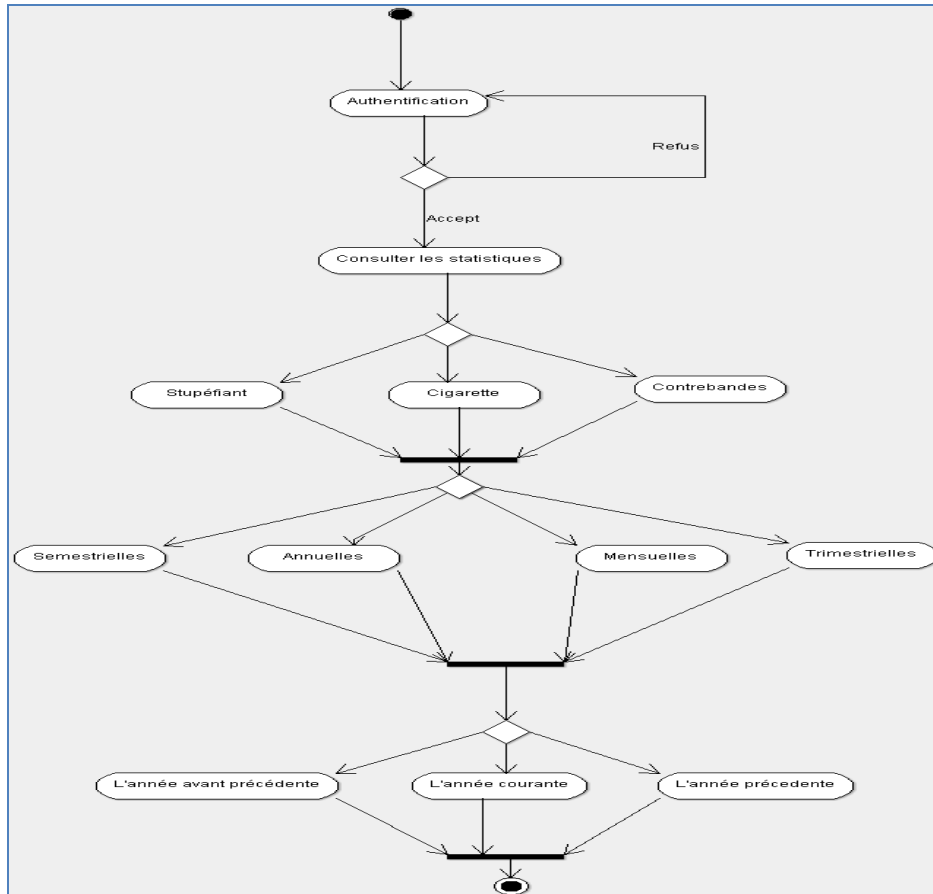 Authentification
Refus
Accept
Consulter les statistiques
Stupéfiant
Cigarette
Contrebandes
Semestrielles
Annuelles
Mensuelles
Trimestrielles
L'année avant précédente
L'année courante
L'année précedente